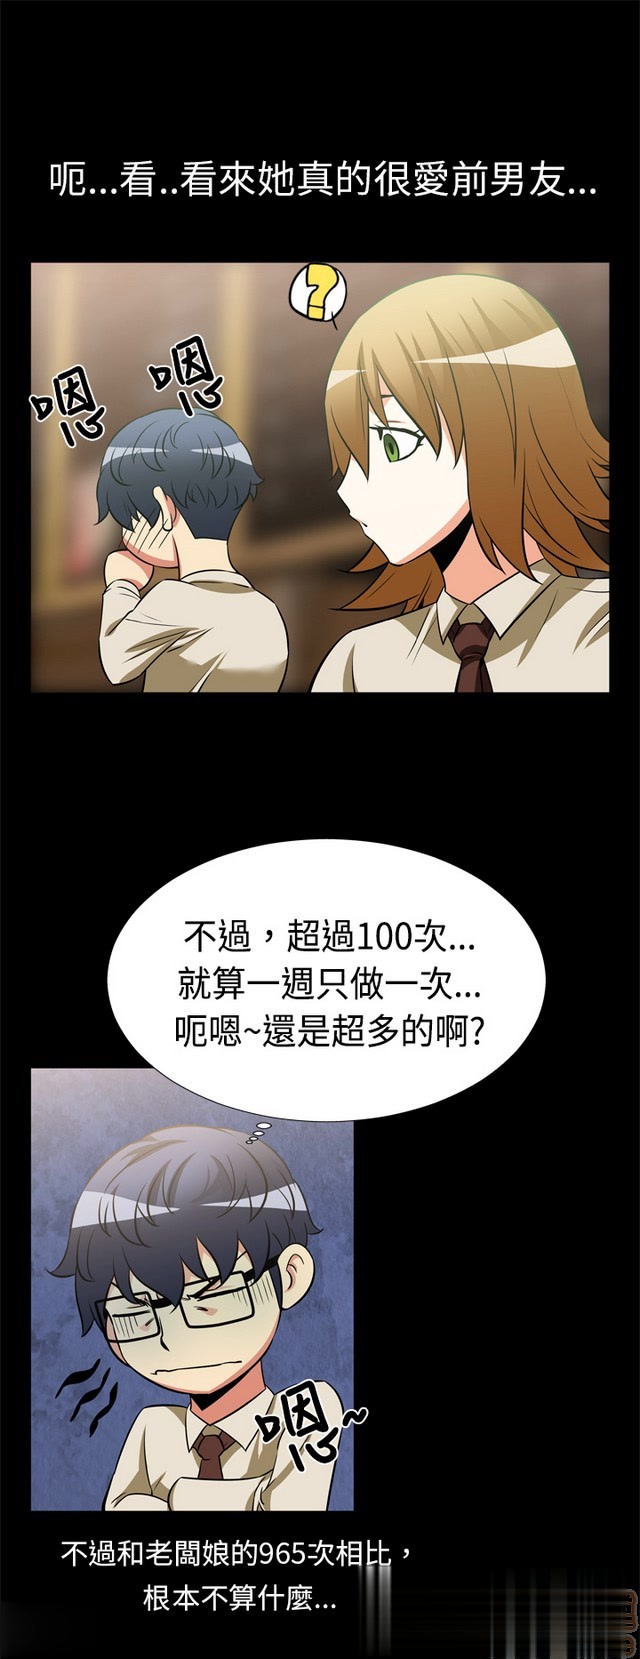 呃...看..看來她真的很愛前男友...
?
嗯
嗯
不過，超過100次...
就算一週只做一次...
呃嗯~還是超多的啊?
嗯~
不過和老闆娘的965次相比，
根本不算什麼...